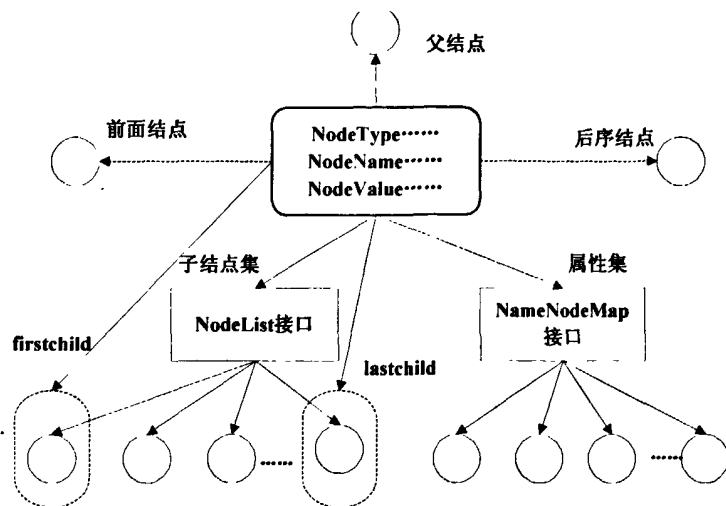 父结点
前面结点
后序结点
NodeType……
NodeName……
NodeValue……
子结点集
属性集
NodeList接口
NameNodeMap
接口
firstchild
lastchild
……
……